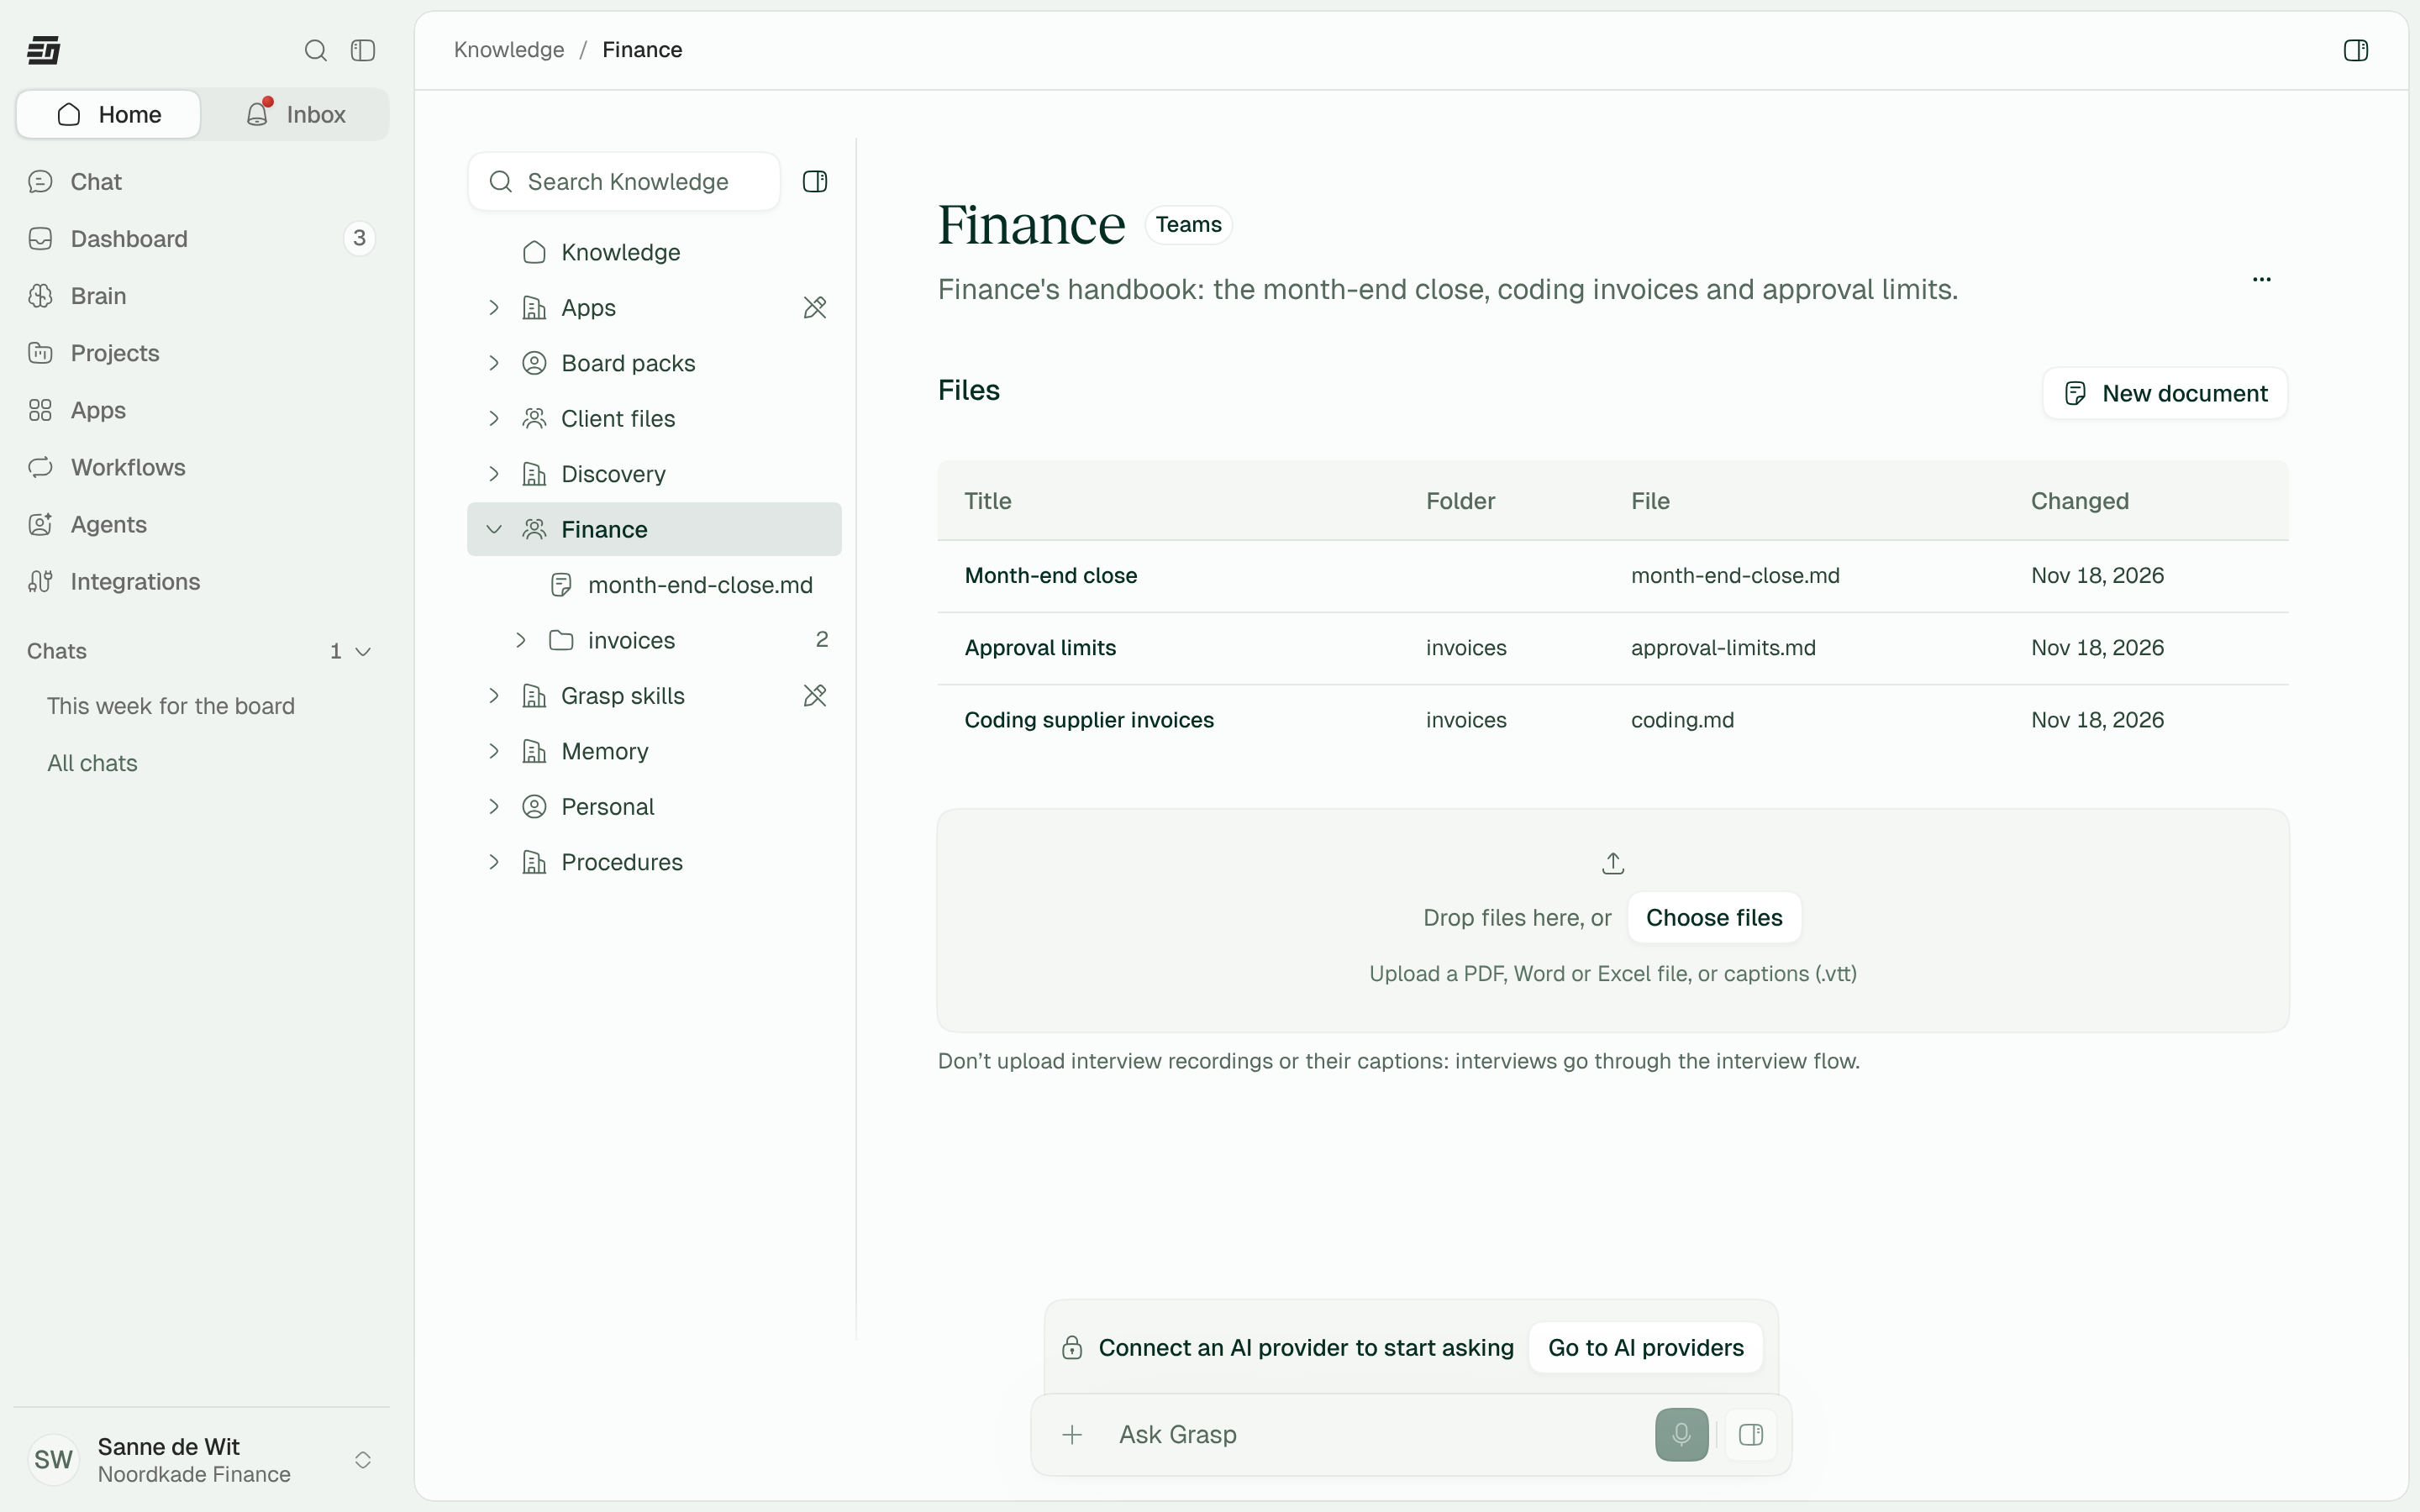 Home
Inbox
Chat
Dashboard
3
Brain
Projects
Apps
Workflows
Agents
Integrations
Chats
1
This week for the board
All chats
SW
Sanne de Wit
Noordkade Finance
Knowledge / Finance
Search Knowledge
Knowledge
Apps
Board packs
Client files
Discovery
Finance
month-end-close.md
invoices 2
Grasp skills
Memory
Personal
Procedures
Finance Teams
Finance's handbook: the month-end close, coding invoices and approval limits.
Files
New document
Title Folder File Changed
Month-end close month-end-close.md Nov 18, 2026
Approval limits invoices approval-limits.md Nov 18, 2026
Coding supplier invoices invoices coding.md Nov 18, 2026
Drop files here, or Choose files
Upload a PDF, Word or Excel file, or captions (.vtt)
Don’t upload interview recordings or their captions: interviews go through the interview flow.
Connect an AI provider to start asking Go to AI providers
Ask Grasp